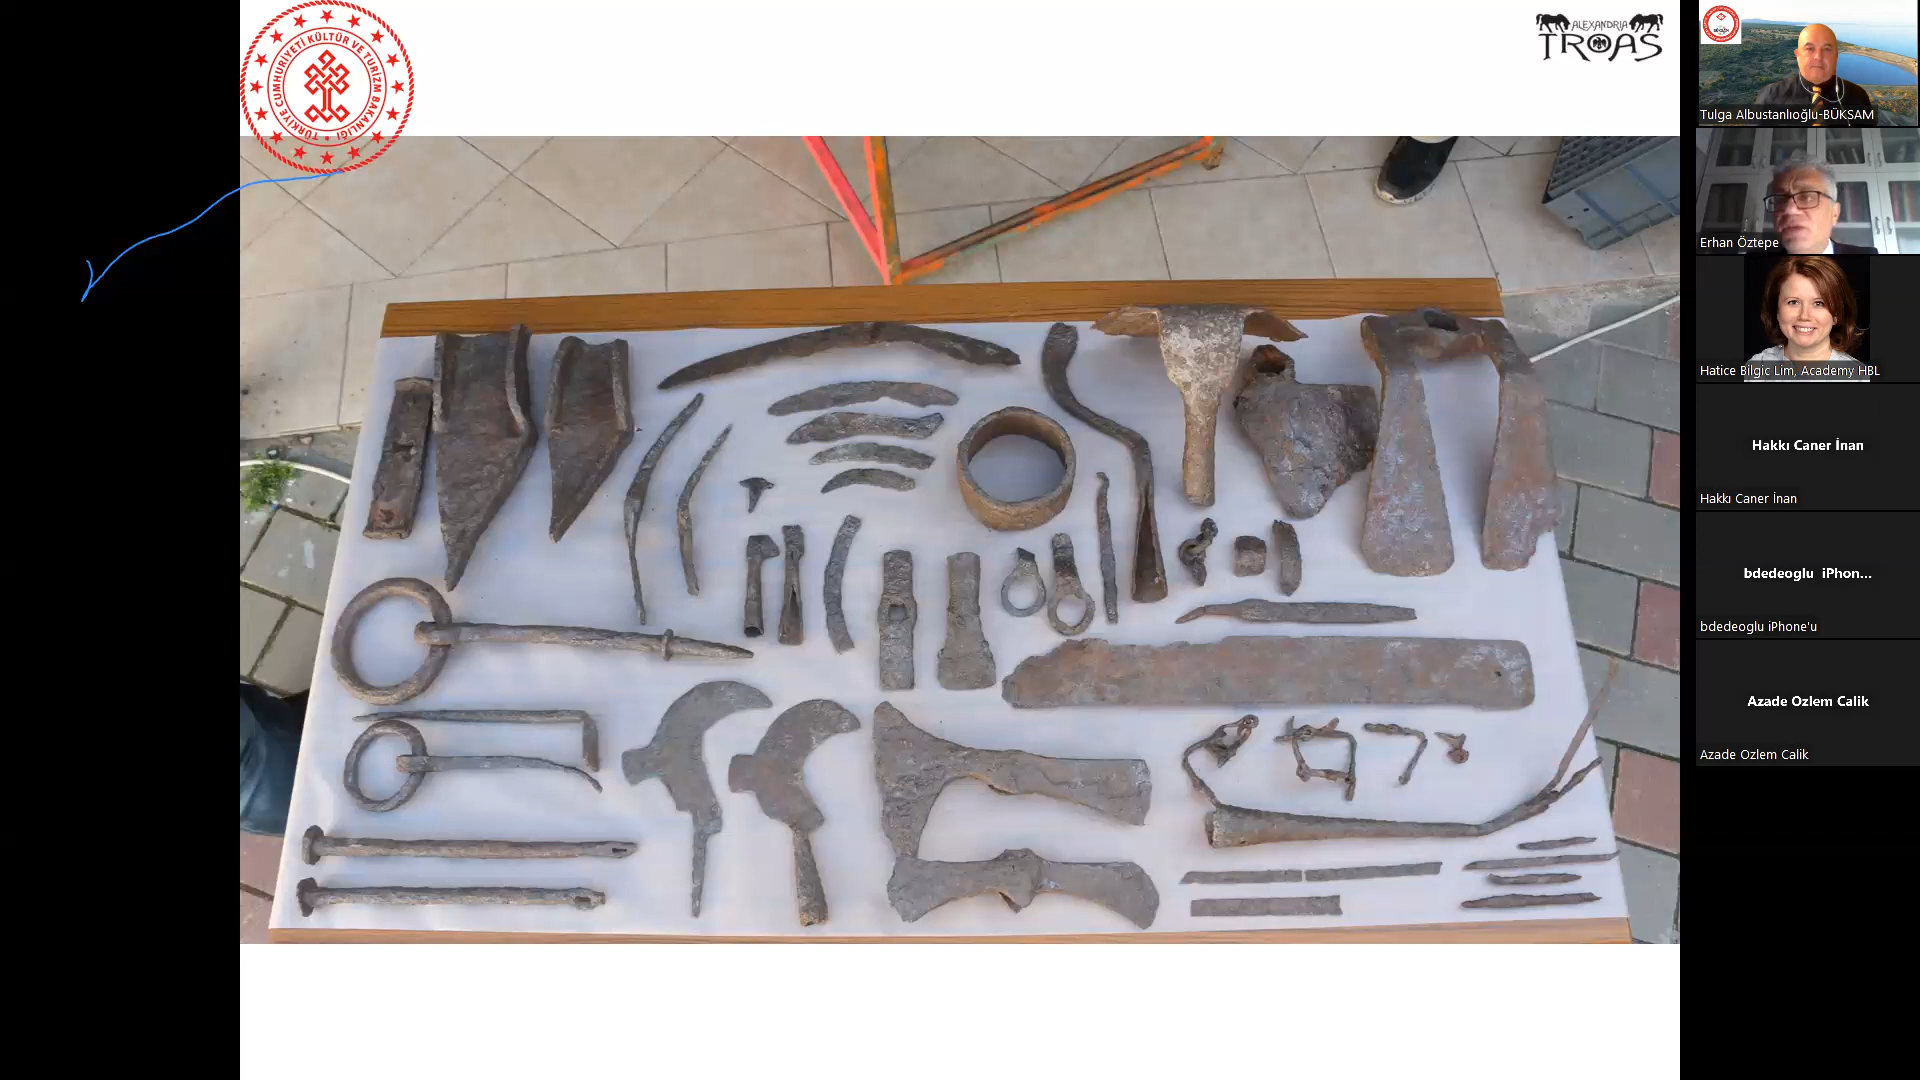 TÜRKİYE CUMHURİYETİ KÜLTÜR VE TURİZM BAKANLIĞI
ALEXANDRIA
TROAS
Tulga Albustanlıoğlu-BÜKSAM
Erhan Öztepe
Hatice Bilgic Lim, Academy HBL
Hakkı Caner İnan
Hakkı Caner İnan
bdedeoglu iPhon...
bdedeoglu iPhone'u
Azade Ozlem Calik
Azade Ozlem Calik